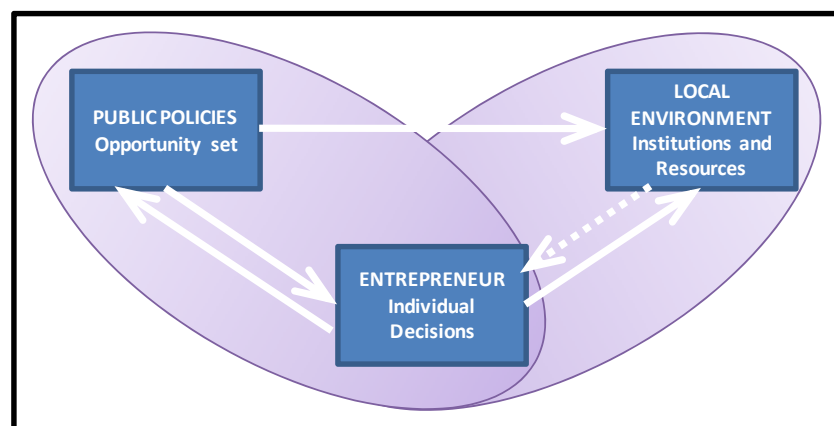 PUBLIC POLICIES
Opportunity set
LOCAL
ENVIRONMENT
Institutions and
Resources
ENTREPRENEUR
Individual
Decisions